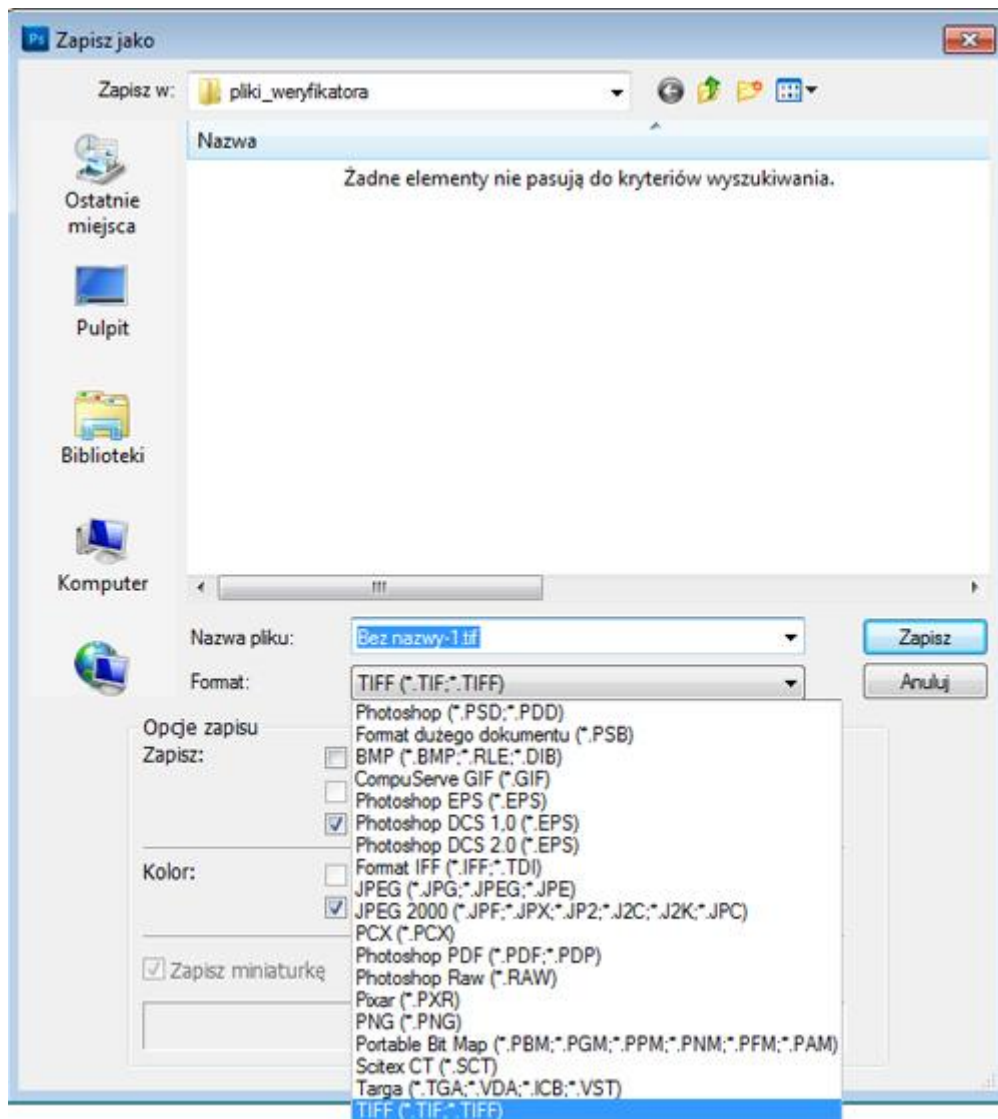 Ps Zapisz jako
Zapisz w: pliki_weryfikatora
Nazwa
Żadne elementy nie pasują do kryteriów wyszukiwania.
Ostatnie
miejsca
Pulpit
Biblioteki
Komputer
Nazwa pliku: Bez nazwy-1.tif Zapisz
Format: TIFF (*.TIF;*.TIFF) Anuluj
Opcje zapisu
Zapisz:
Kolor:
Zapisz miniaturkę
Photoshop (*.PSD;*.PDD)
Format dużego dokumentu (*.PSB)
BMP (*.BMP;*.RLE;*.DIB)
CompuServe GIF (*.GIF)
Photoshop EPS (*.EPS)
Photoshop DCS 1,0 (*.EPS)
Photoshop DCS 2.0 (*.EPS)
Format IFF (*.IFF;*.TDI)
JPEG (*.JPG;*.JPEG;*.JPE)
JPEG 2000 (*.JPF;*.JPX;*.JP2;*.J2C;*.J2K;*.JPC)
PCX (*.PCX)
Photoshop PDF (*.PDF;*.PDP)
Photoshop Raw (*.RAW)
Pixar (*.PXR)
PNG (*.PNG)
Portable Bit Map (*.PBM;*.PGM;*.PPM;*.PNM;*.PFM;*.PAM)
Scitex CT (*.SCT)
Targa (*.TGA;*.VDA;*.ICB;*.VST)
TIFF (*.TIF;*.TIFF)